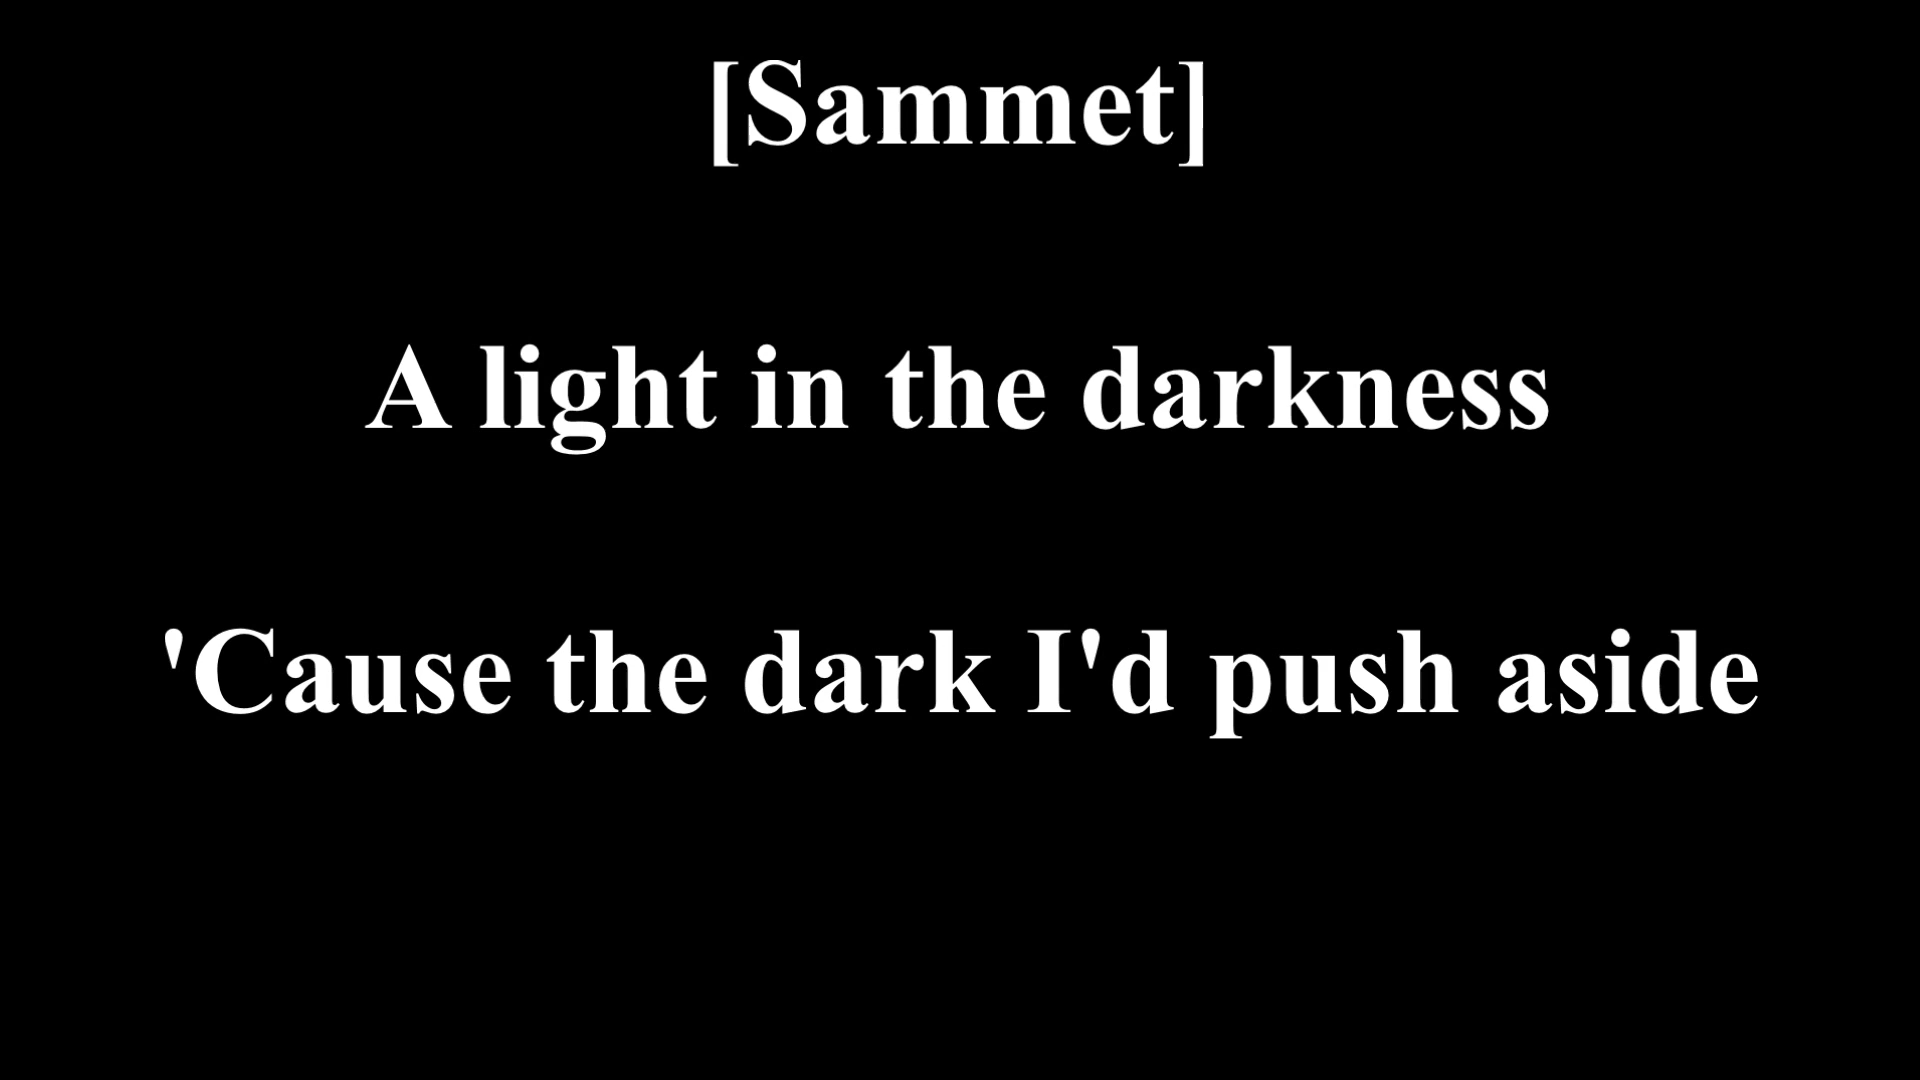 [Sammet]
A light in the darkness
'Cause the dark I'd push aside